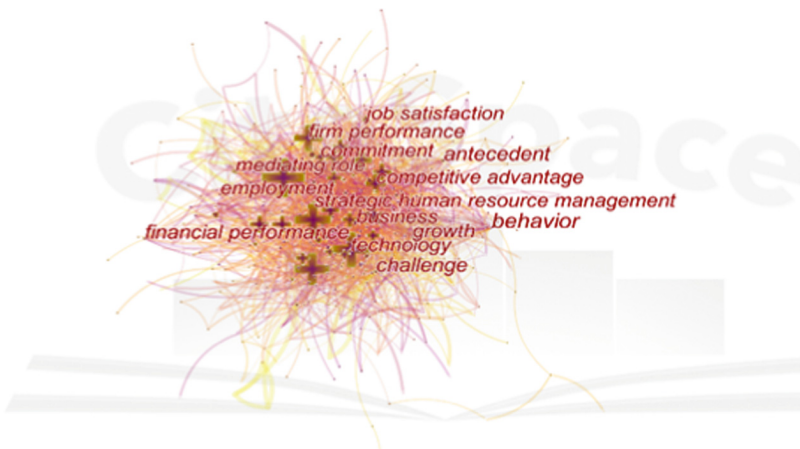 CiteSpace
job satisfaction
firm performance
commitment
antecedent
mediating role
competitive advantage
employment
strategic human resource management
business
behavior
financial performance
growth
technology
challenge